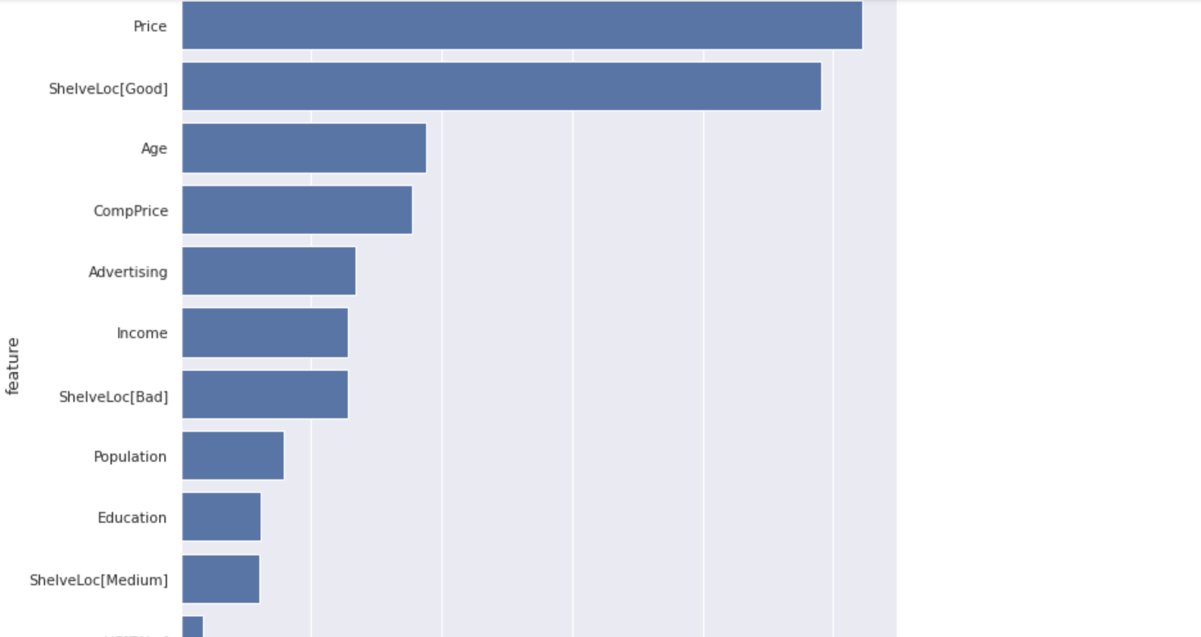 Price
ShelveLoc[Good]
Age
CompPrice
Advertising
Income
feature
ShelveLoc[Bad]
Population
Education
ShelveLoc[Medium]